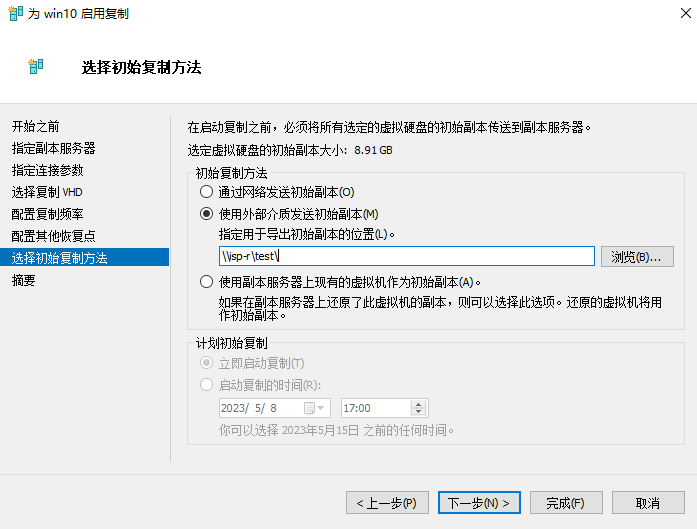 为 win10 启用复制
选择初始复制方法
开始之前
指定副本服务器
指定连接参数
选择复制 VHD
配置复制频率
配置其他恢复点
选择初始复制方法
摘要
在启动复制之前，必须将所有选定的虚拟硬盘的初始副本传送到副本服务器。
选定虚拟硬盘的初始副本大小: 8.91 GB
初始复制方法
通过网络发送初始副本(O)
使用外部介质发送初始副本(M)
指定用于导出初始副本的位置(L)。
\\jsp-r\test\
浏览(B)...
使用副本服务器上现有的虚拟机作为初始副本(A)。
如果在副本服务器上还原了此虚拟机的副本，则可以选择此选项。还原的虚拟机将用
作初始副本。
计划初始复制
立即启动复制(T)
启动复制的时间(R):
2023/ 5/ 8
17:00
你可以选择 2023年5月15日 之前的任何时间。
< 上一步(P)
下一步(N) >
完成(F)
取消